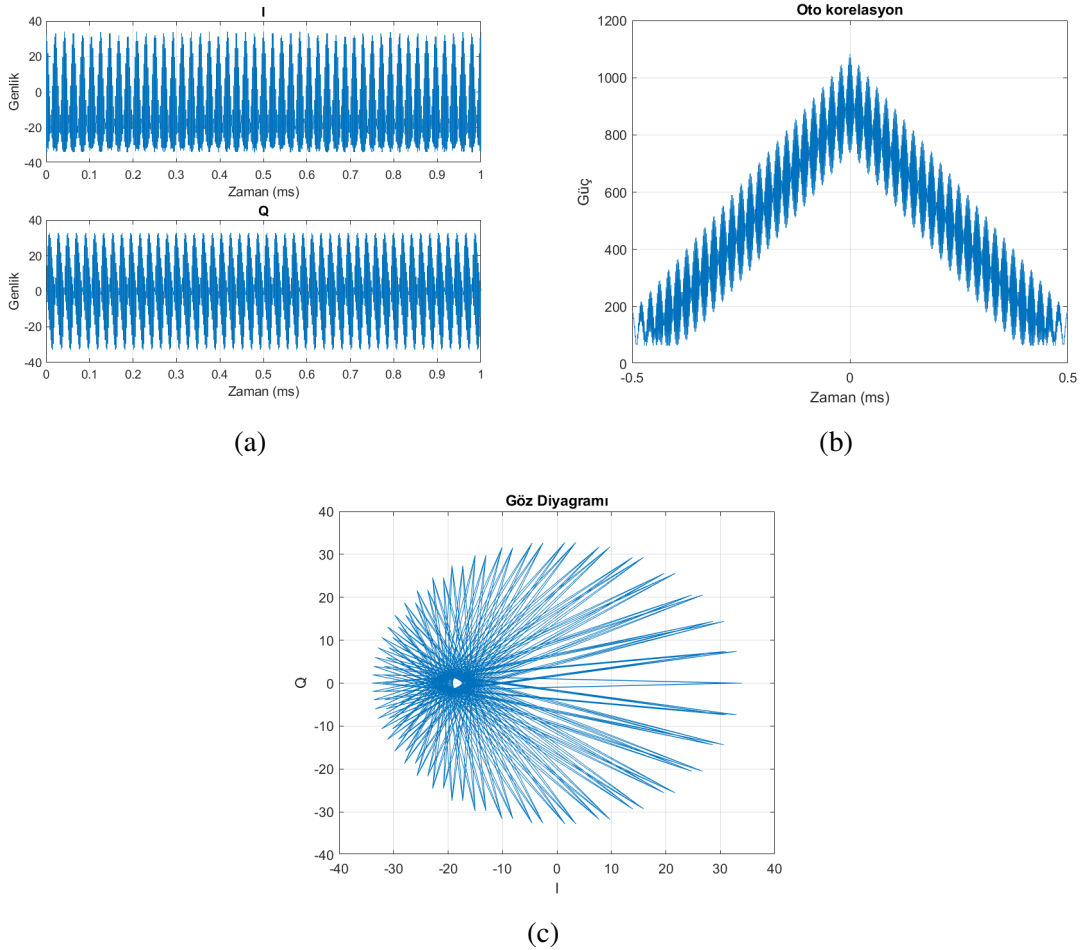 I
40
20
0
-20
-40
Genlik
0 0.1 0.2 0.3 0.4 0.5 0.6 0.7 0.8 0.9 1
Zaman (ms)
Q
40
20
0
-20
-40
Genlik
0 0.1 0.2 0.3 0.4 0.5 0.6 0.7 0.8 0.9 1
Zaman (ms)
(a)
Oto korelasyon
1200
1000
800
600
400
200
0
Güç
-0.5 0 0.5
Zaman (ms)
(b)
Göz Diyagramı
40
30
20
10
0
-10
-20
-30
-40
Q
-40 -30 -20 -10 0 10 20 30 40
I
(c)